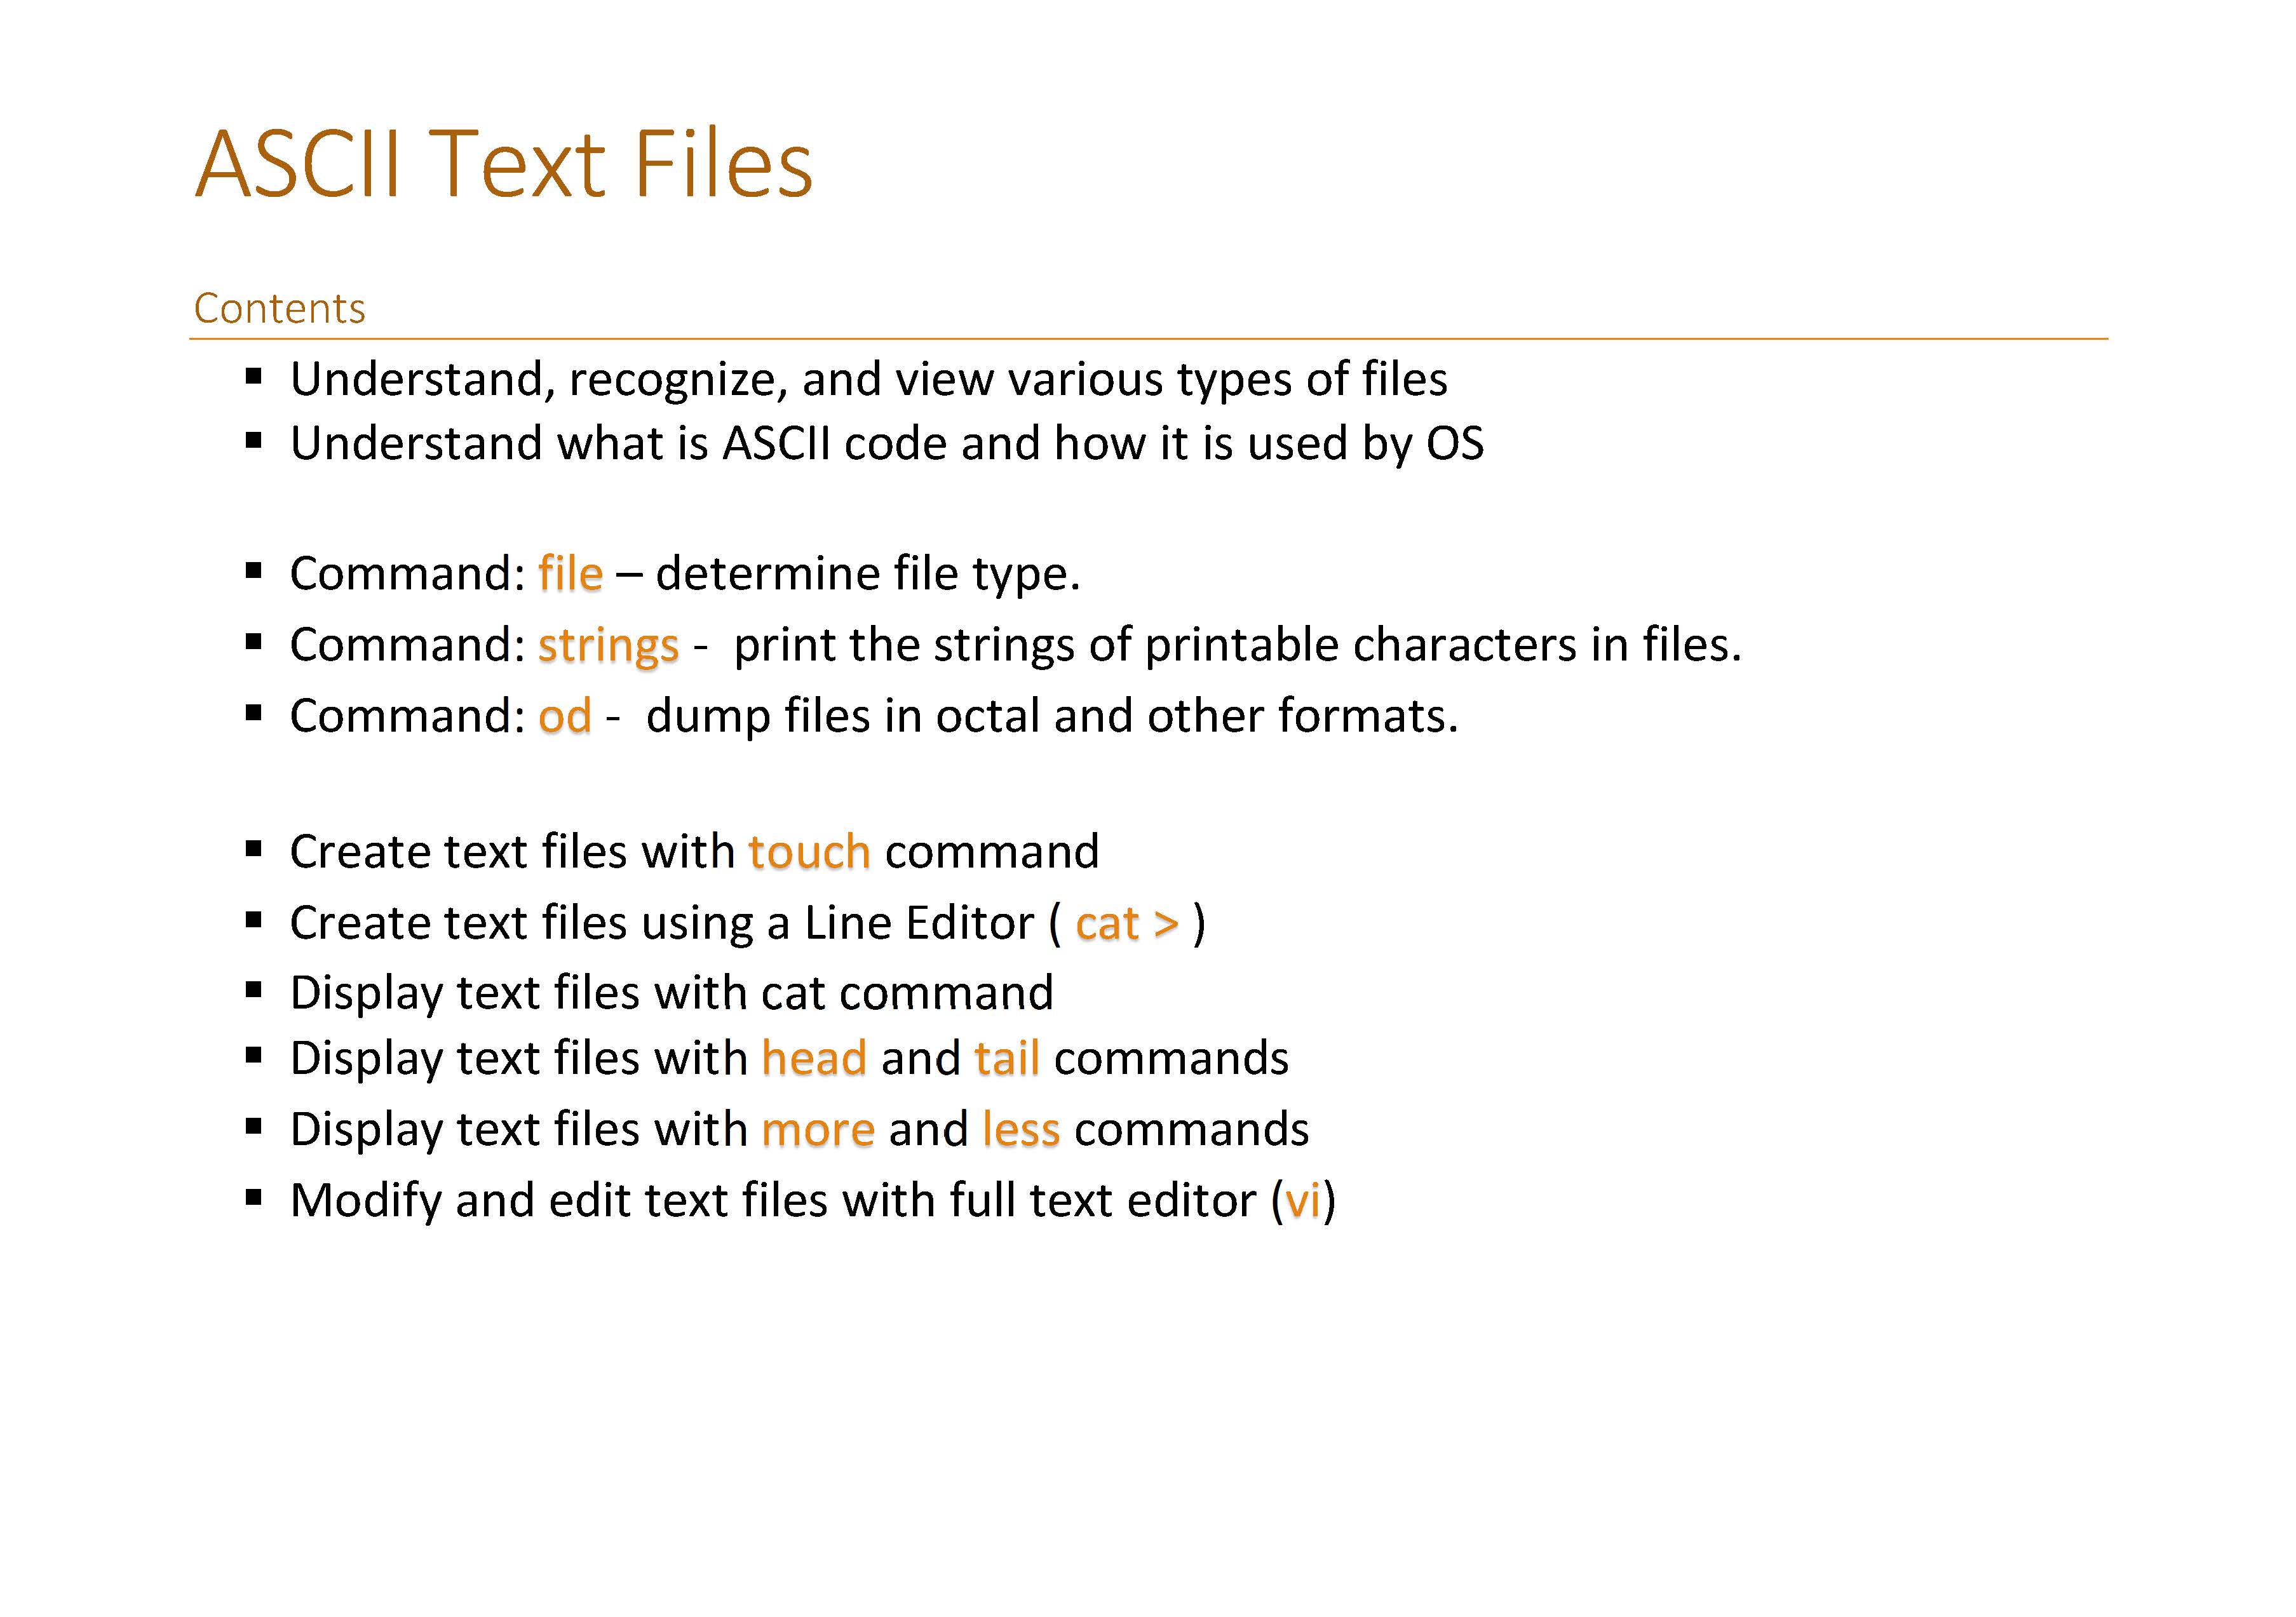 ASCII Text Files
Contents
▪ Understand, recognize, and view various types of files
▪ Understand what is ASCII code and how it is used by OS
▪ Command: file – determine file type.
▪ Command: strings -  print the strings of printable characters in files.
▪ Command: od -  dump files in octal and other formats.
▪ Create text files with touch command
▪ Create text files using a Line Editor ( cat > )
▪ Display text files with cat command
▪ Display text files with head and tail commands
▪ Display text files with more and less commands
▪ Modify and edit text files with full text editor (vi)